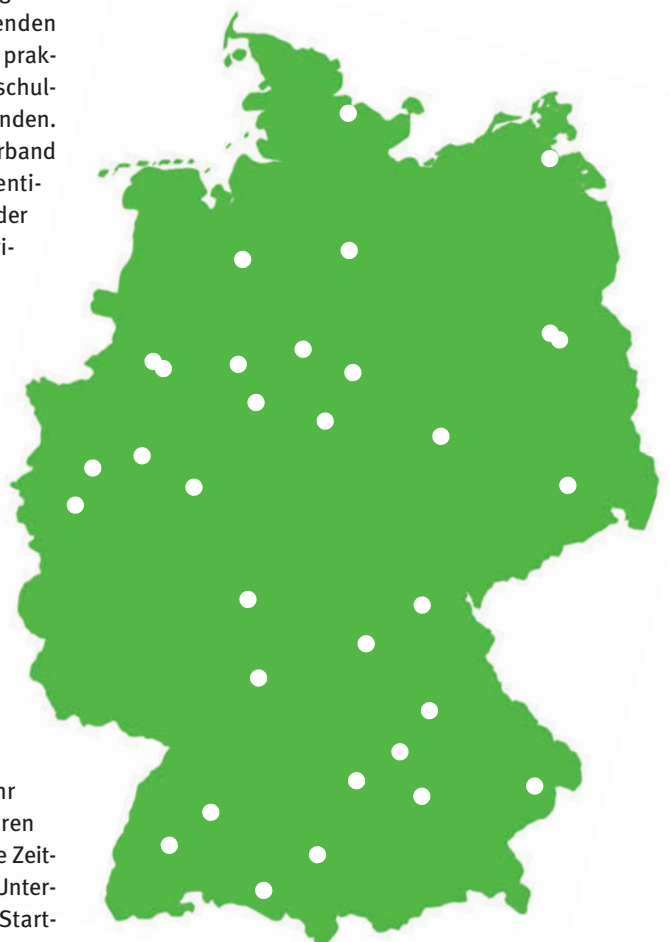 enden
prak-
schul-
nden.
rband
enti-
der
i-
hr
ren
e Zeit-
Unter-
Start-